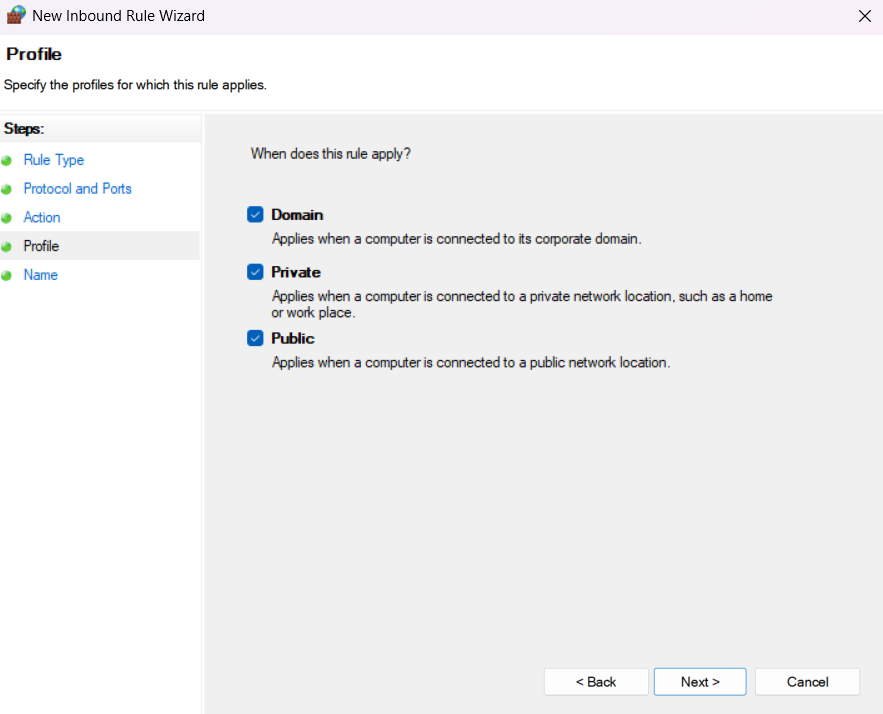 New Inbound Rule Wizard
Profile
Specify the profiles for which this rule applies.
Steps:
Rule Type
Protocol and Ports
Action
Profile
Name
When does this rule apply?
Domain
Applies when a computer is connected to its corporate domain.
Private
Applies when a computer is connected to a private network location, such as a home
or work place.
Public
Applies when a computer is connected to a public network location.
< Back
Next >
Cancel